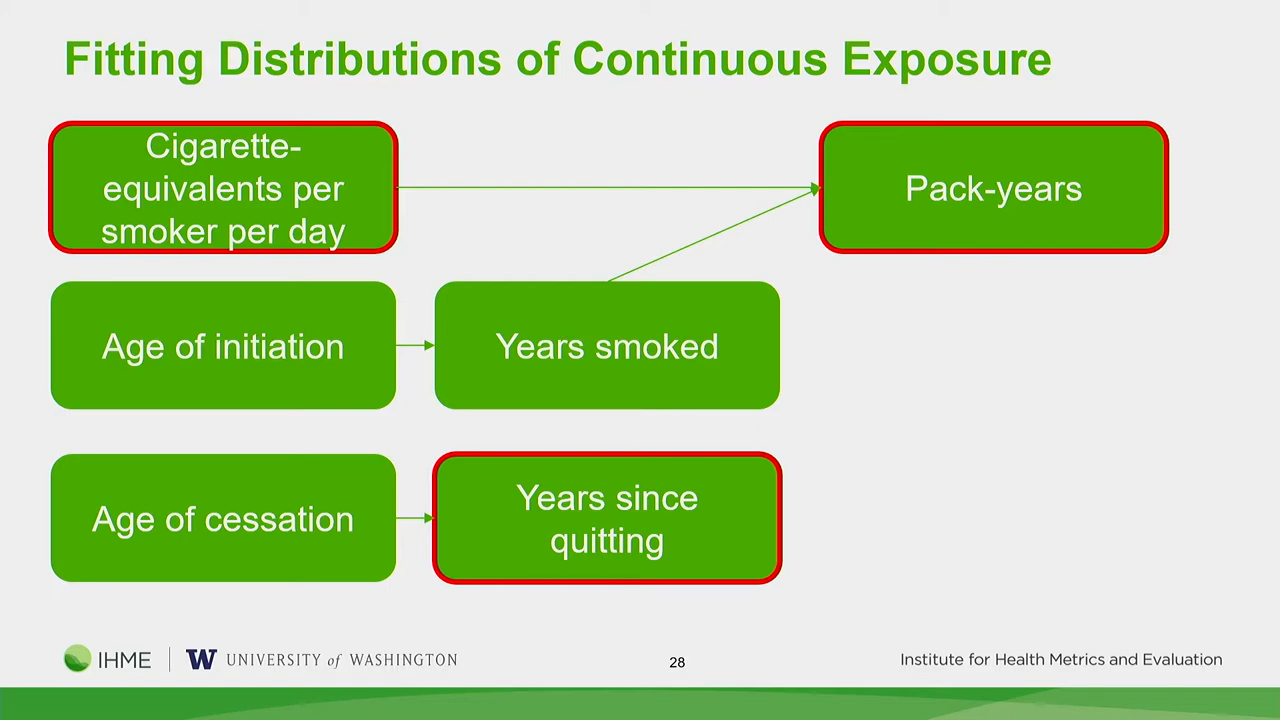 Fitting Distributions of Continuous Exposure
Cigarette-
equivalents per
smoker per day
Pack-years
Age of initiation
Years smoked
Age of cessation
Years since
quitting
IHME
W UNIVERSITY of WASHINGTON
28
Institute for Health Metrics and Evaluation